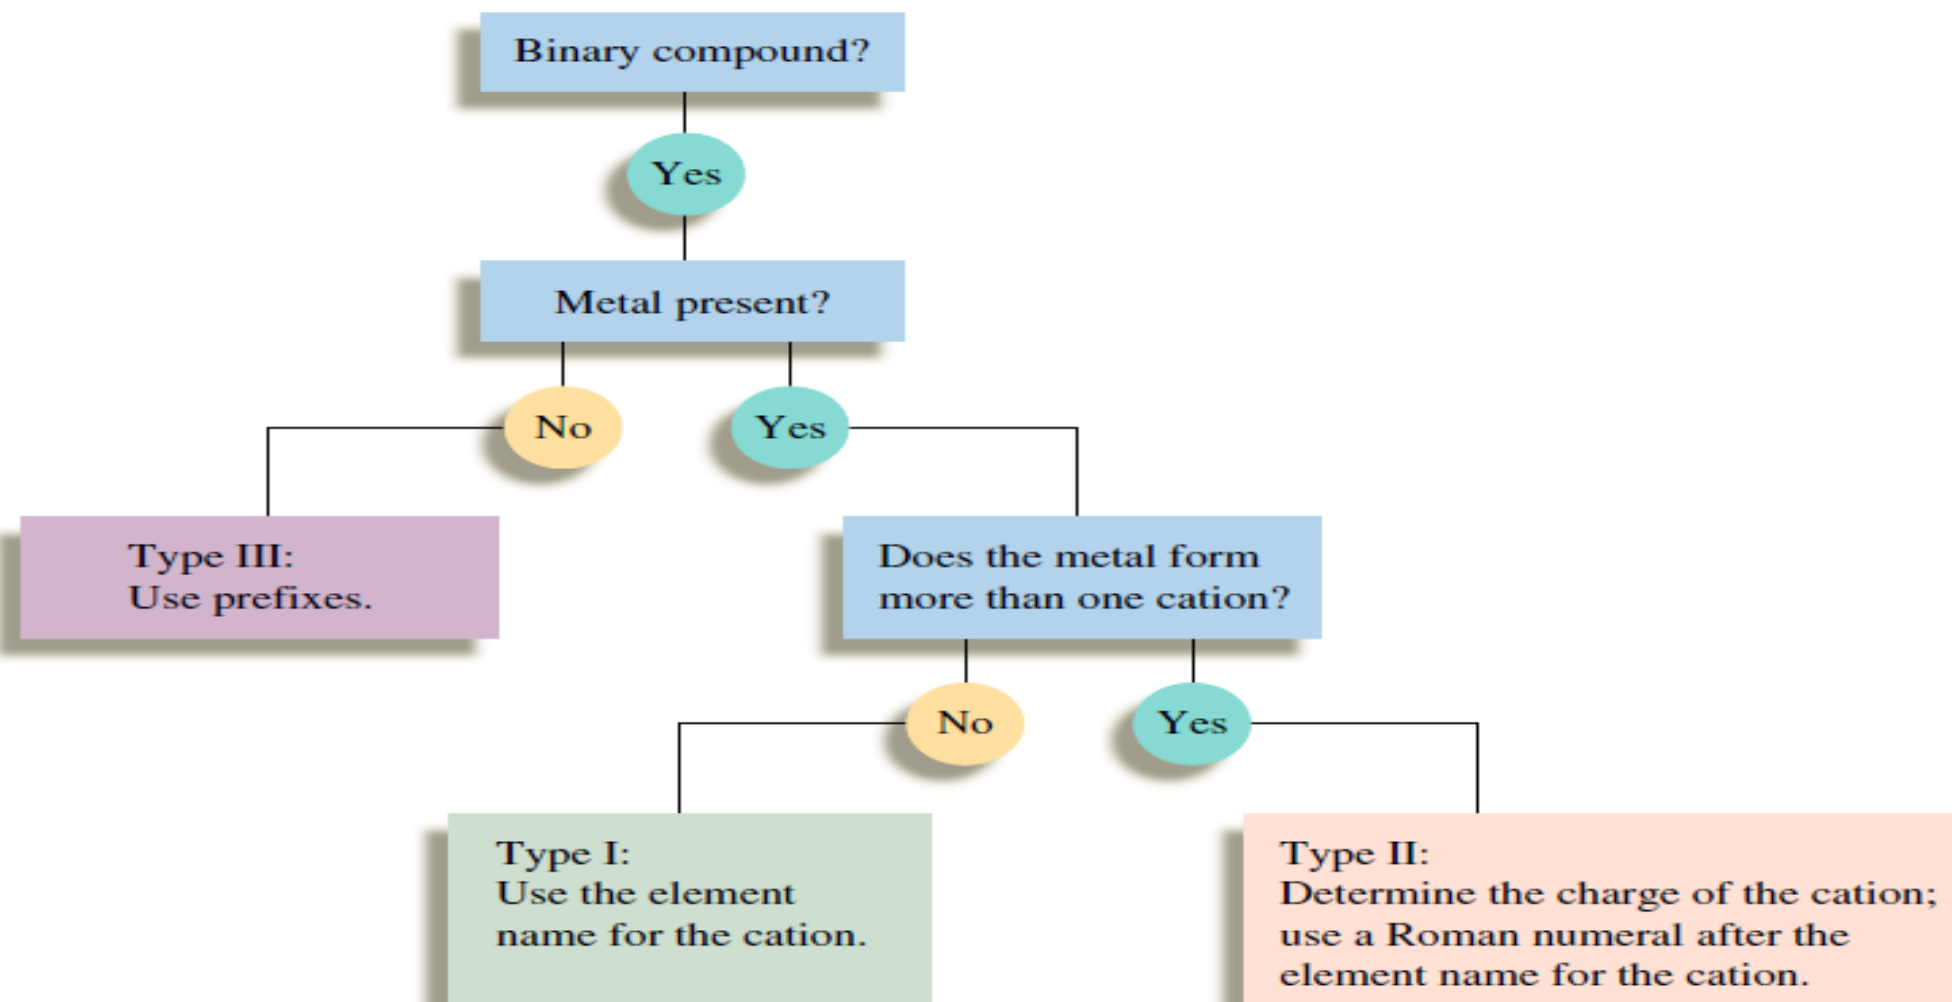 Binary compound?
Yes
Metal present?
No
Yes
Type III:
Use prefixes.
Does the metal form
more than one cation?
No
Yes
Type I:
Use the element
name for the cation.
Type II:
Determine the charge of the cation;
use a Roman numeral after the
element name for the cation.